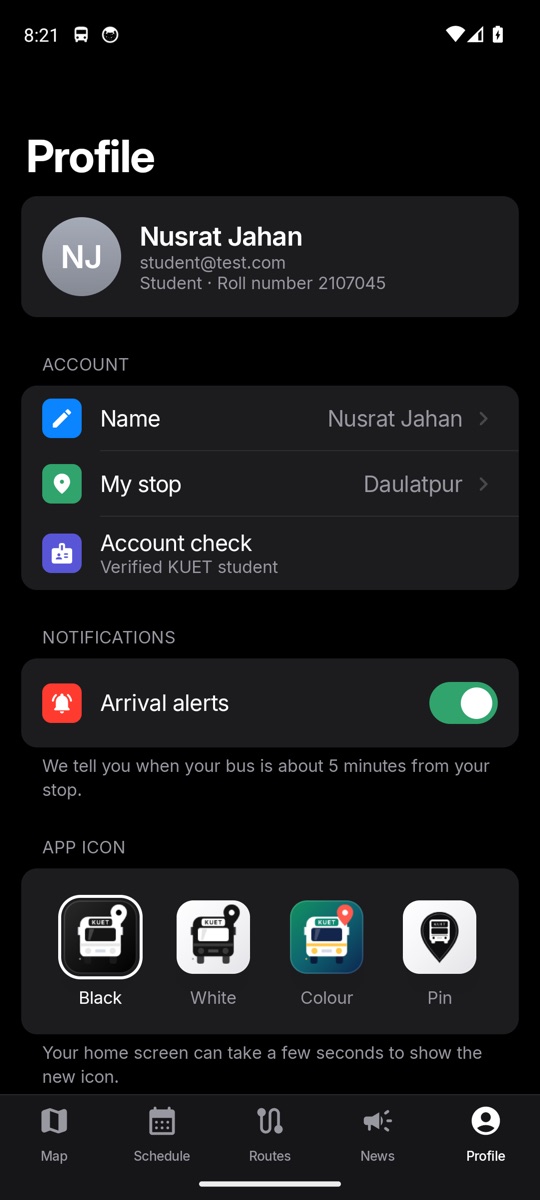 8:21
Profile
NJ
Nusrat Jahan
student@test.com
Student · Roll number 2107045
ACCOUNT
Name Nusrat Jahan
My stop Daulatpur
Account check
Verified KUET student
NOTIFICATIONS
Arrival alerts
We tell you when your bus is about 5 minutes from your
stop.
APP ICON
KUET KUET KUET
Black White Colour Pin
Your home screen can take a few seconds to show the
new icon.
Map Schedule Routes News Profile